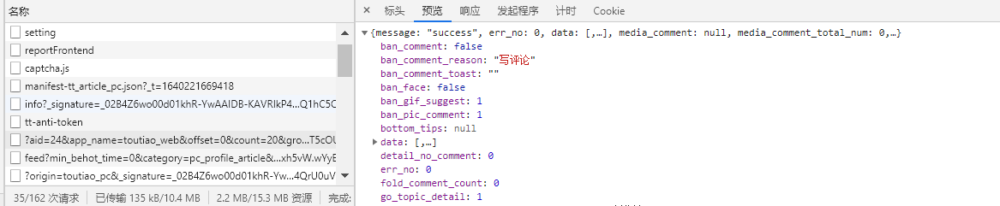 名称
setting
reportFrontend
captcha.js
manifest-tt_article_pc.json?_t=1640221669418
info?_signature=_02B4Z6wo00d01khR-YwAAIDB-KAVRIkP4...Q1hC5C
tt-anti-token
?aid=24&app_name=toutiao_web&offset=0&count=20&gro...T5cOU
feed?min_behot_time=0&category=pc_profile_article&...xh5vW.wYyE
?origin=toutiao_pc&_signature=_02B4Z6wo00d01khR-Yw...4QrU0uV
35/162 次请求 已传输 135 kB/10.4 MB 2.2 MB/15.3 MB 资源 完成:
× 标头 预览 响应 发起程序 计时 Cookie
▼{message: "success", err_no: 0, data: [,…], media_comment: null, media_comment_total_num: 0,…}
ban_comment: false
ban_comment_reason: "写评论"
ban_comment_toast: ""
ban_face: false
ban_gif_suggest: 1
ban_pic_comment: 1
bottom_tips: null
▶data: [,…]
detail_no_comment: 0
err_no: 0
fold_comment_count: 0
go_topic_detail: 1